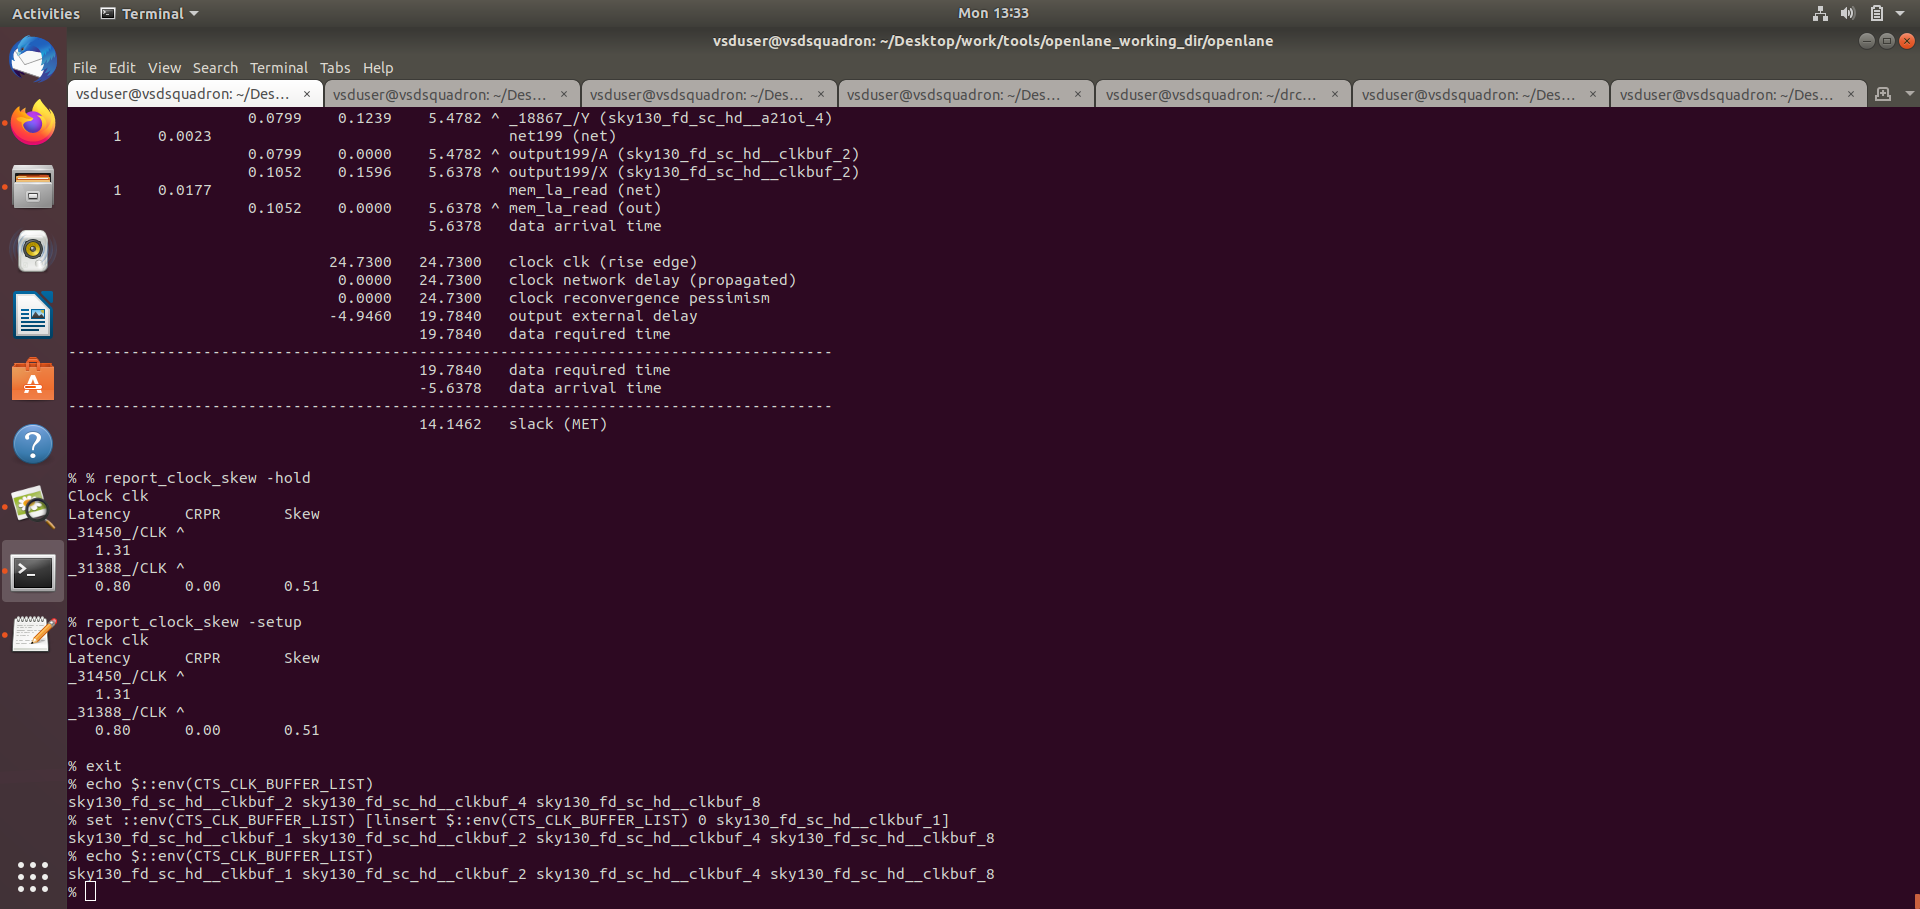 Activities Terminal Mon 13:33
vsduser@vsdsquadron: ~/Desktop/work/tools/openlane_working_dir/openlane
File Edit View Search Terminal Tabs Help
vsduser@vsdsquadron: ~/Des... × vsduser@vsdsquadron: ~/Des... × vsduser@vsdsquadron: ~/Des... × vsduser@vsdsquadron: ~/Des... × vsduser@vsdsquadron: ~/drc... × vsduser@vsdsquadron: ~/Des... × vsduser@vsdsquadron: ~/Des... ×
0.0799 0.1239 5.4782 ^ _18867_/Y (sky130_fd_sc_hd__a21oi_4)
1 0.0023 net199 (net)
0.0799 0.0000 5.4782 ^ output199/A (sky130_fd_sc_hd__clkbuf_2)
0.1052 0.1596 5.6378 ^ output199/X (sky130_fd_sc_hd__clkbuf_2)
1 0.0177 mem_la_read (net)
0.1052 0.0000 5.6378 ^ mem_la_read (out)
5.6378 data arrival time
24.7300 24.7300 clock clk (rise edge)
0.0000 24.7300 clock network delay (propagated)
0.0000 24.7300 clock reconvergence pessimism
-4.9460 19.7840 output external delay
19.7840 data required time
-------------------------------------------------------------------------------------
19.7840 data required time
-5.6378 data arrival time
-------------------------------------------------------------------------------------
14.1462 slack (MET)
% % report_clock_skew -hold
Clock clk
Latency CRPR Skew
_31450_/CLK ^
1.31
_31388_/CLK ^
0.80 0.00 0.51
% report_clock_skew -setup
Clock clk
Latency CRPR Skew
_31450_/CLK ^
1.31
_31388_/CLK ^
0.80 0.00 0.51
% exit
% echo $::env(CTS_CLK_BUFFER_LIST)
sky130_fd_sc_hd__clkbuf_2 sky130_fd_sc_hd__clkbuf_4 sky130_fd_sc_hd__clkbuf_8
% set ::env(CTS_CLK_BUFFER_LIST) [linsert $::env(CTS_CLK_BUFFER_LIST) 0 sky130_fd_sc_hd__clkbuf_1]
sky130_fd_sc_hd__clkbuf_1 sky130_fd_sc_hd__clkbuf_2 sky130_fd_sc_hd__clkbuf_4 sky130_fd_sc_hd__clkbuf_8
% echo $::env(CTS_CLK_BUFFER_LIST)
sky130_fd_sc_hd__clkbuf_1 sky130_fd_sc_hd__clkbuf_2 sky130_fd_sc_hd__clkbuf_4 sky130_fd_sc_hd__clkbuf_8
%